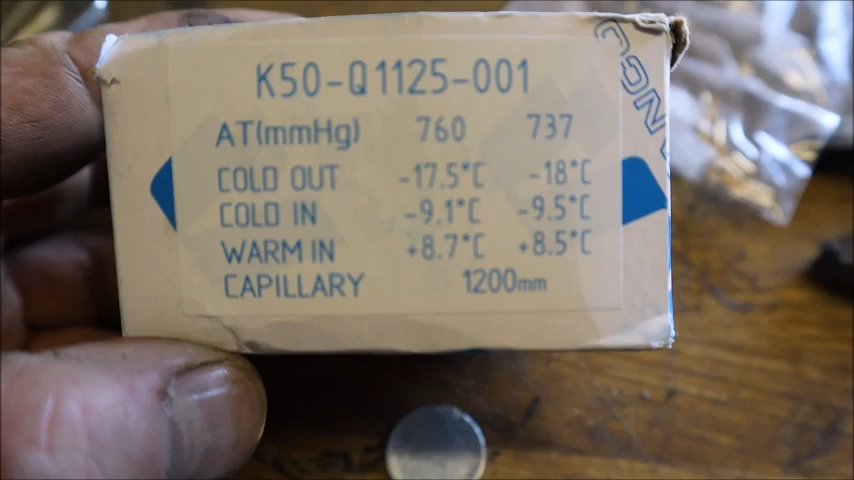 K50-Q1125-001
AT(mmHg) 760 737
COLD OUT -17.5°C -18°C
COLD IN -9.1°C -9.5°C
WARM IN +8.7°C +8.5°C
CAPILLARY 1200mm